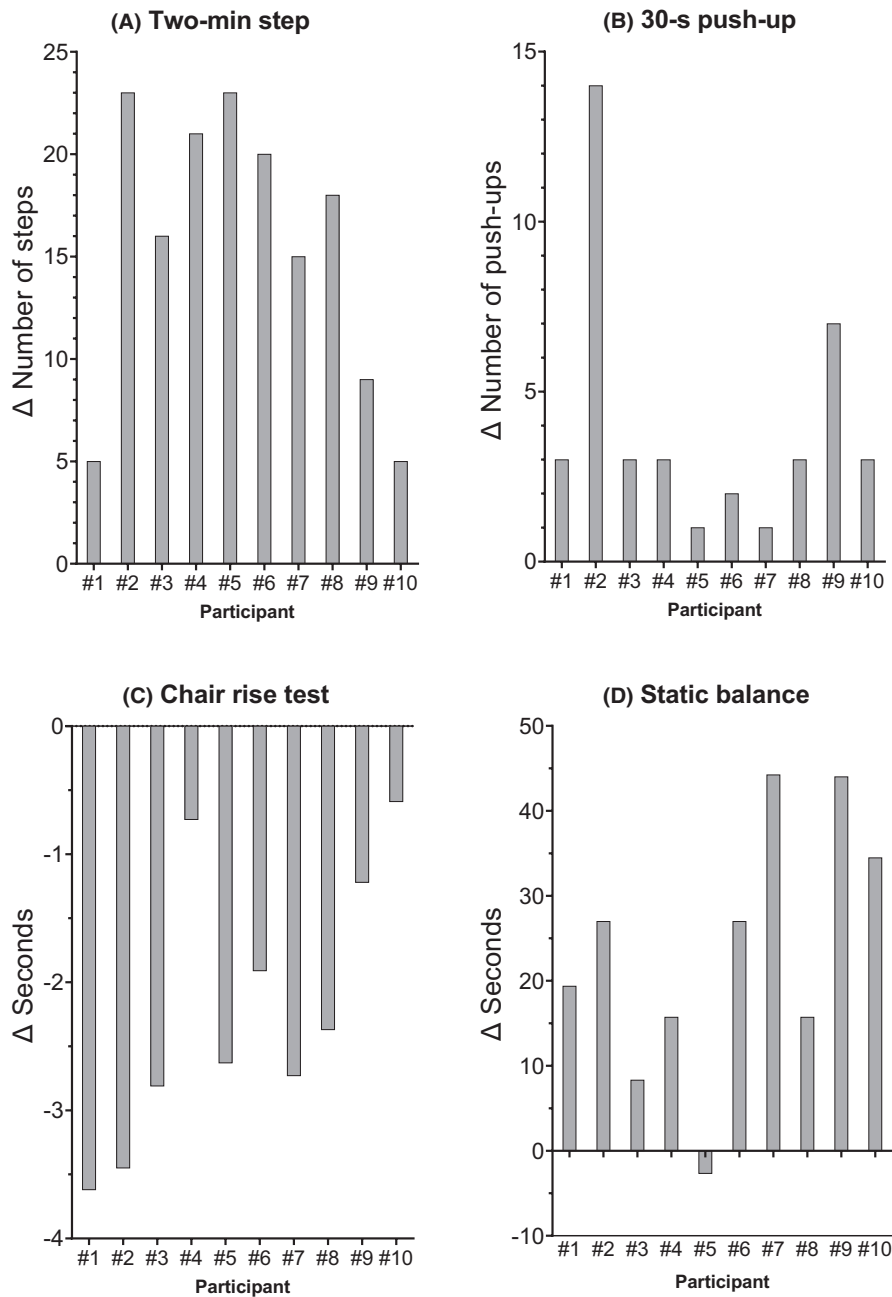 (A) Two-min step
25
20
15
10
5
0
Δ Number of steps
#1 #2 #3 #4 #5 #6 #7 #8 #9 #10
Participant
(B) 30-s push-up
15
10
5
0
Δ Number of push-ups
#1 #2 #3 #4 #5 #6 #7 #8 #9 #10
Participant
(C) Chair rise test
0
-1
-2
-3
-4
Δ Seconds
#1 #2 #3 #4 #5 #6 #7 #8 #9 #10
Participant
(D) Static balance
50
40
30
20
10
0
-10
Δ Seconds
#1 #2 #3 #4 #5 #6 #7 #8 #9 #10
Participant